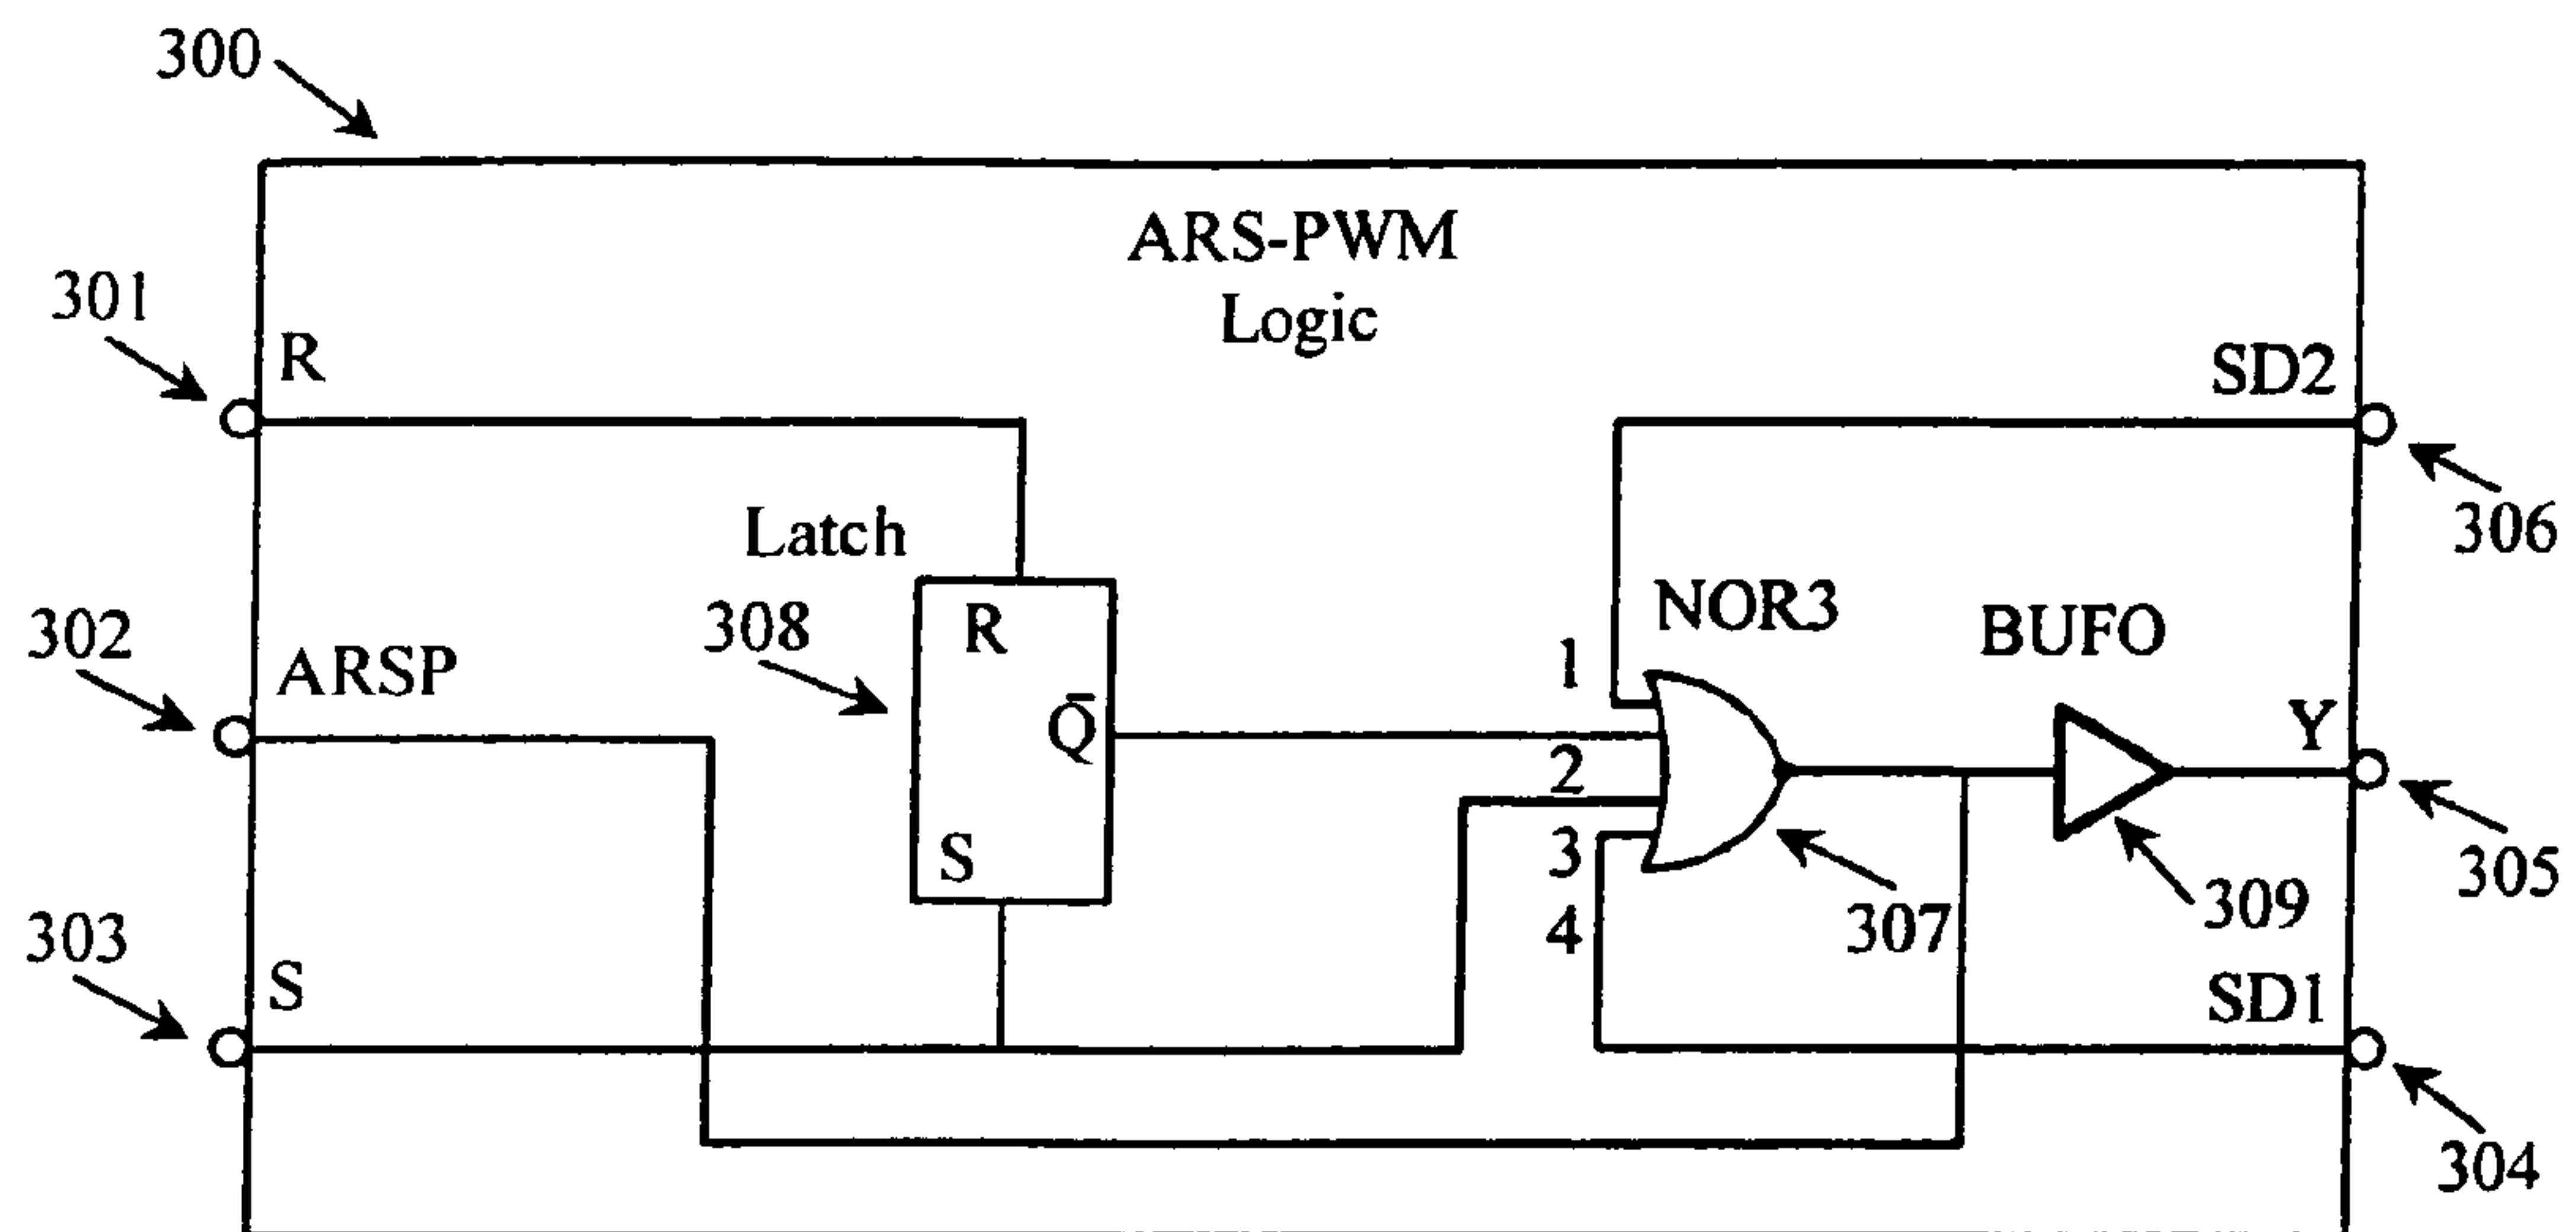 300
ARS-PWM
Logic
301
R
SD2
306
Latch
302
ARSP
308
R
Q̄
S
NOR3
BUFO
1
2
3
4
Y
305
307
309
303
S
SD1
304